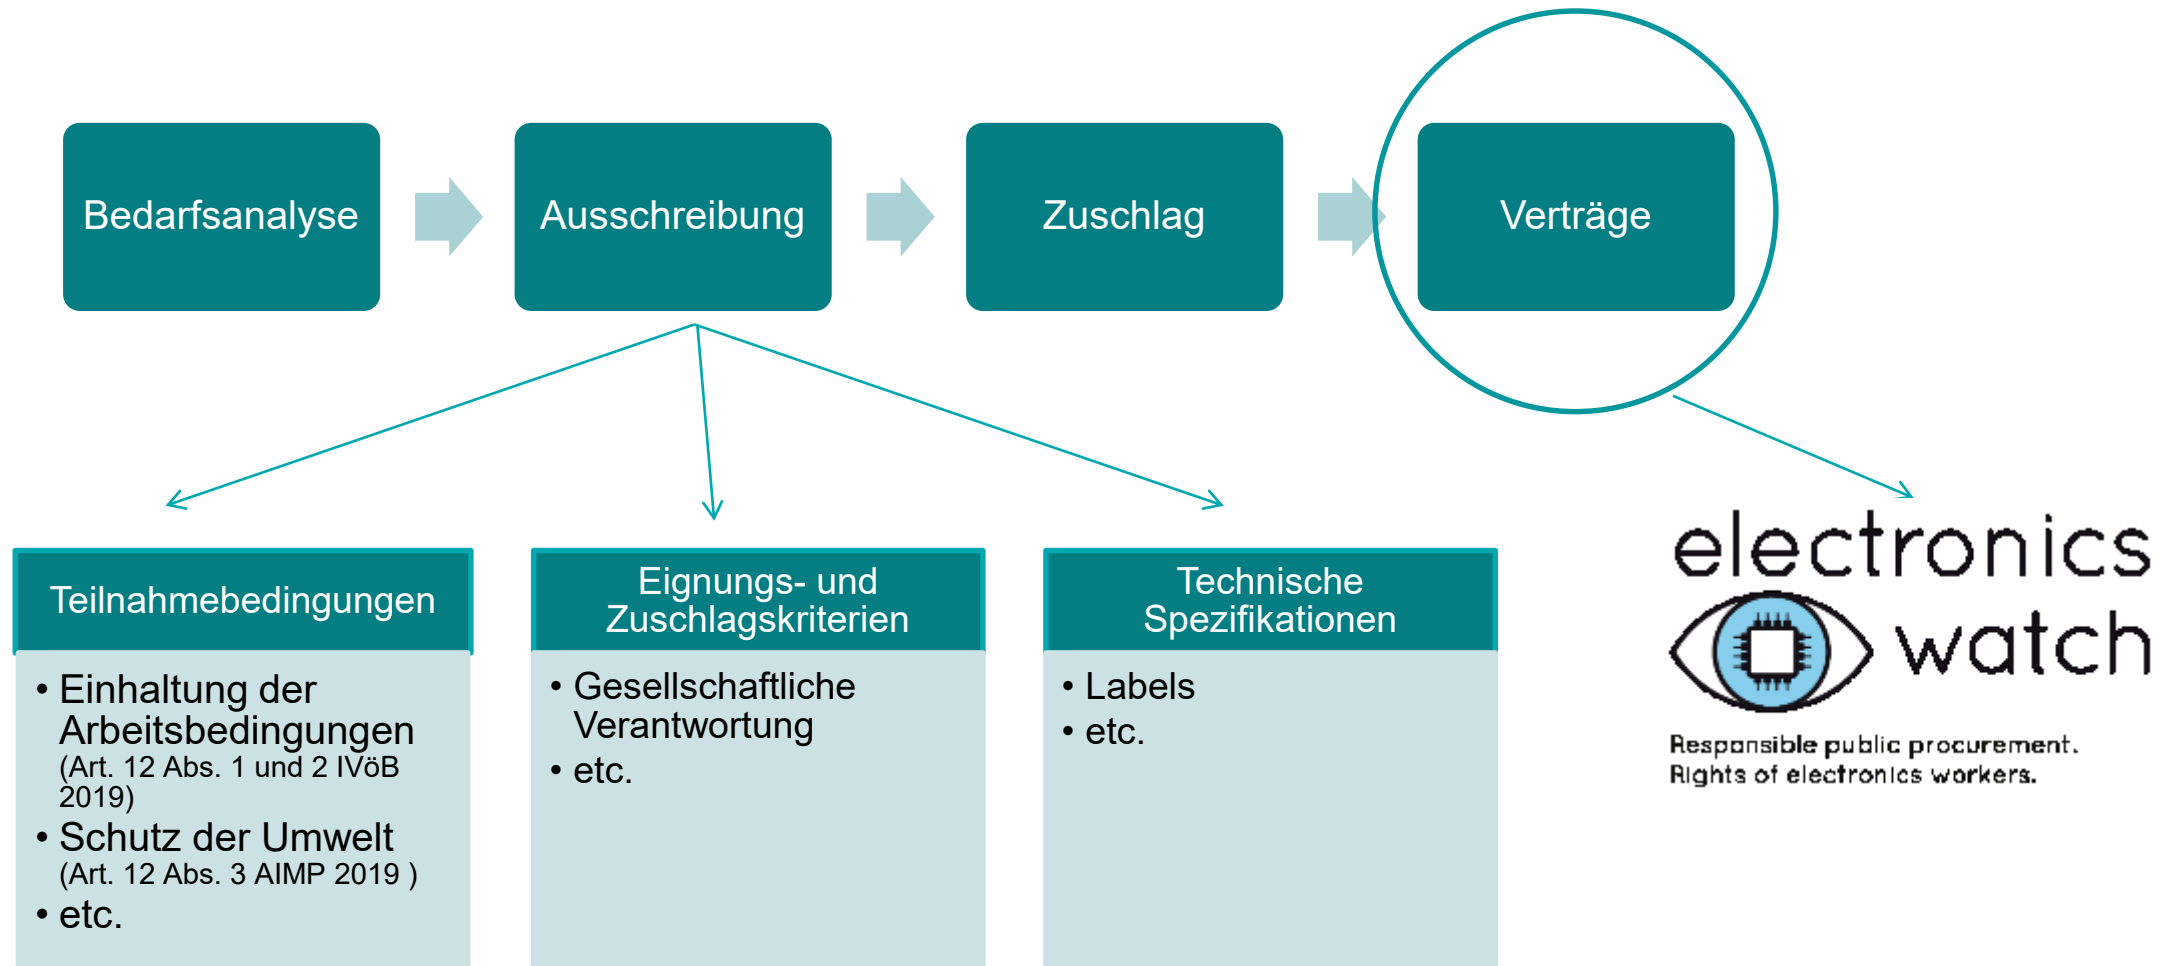 Bedarfsanalyse
Ausschreibung
Zuschlag
Verträge
Teilnahmebedingungen
• Einhaltung der
Arbeitsbedingungen
(Art. 12 Abs. 1 und 2 IVöB
2019)
• Schutz der Umwelt
(Art. 12 Abs. 3 AIMP 2019 )
• etc.
Eignungs- und
Zuschlagskriterien
• Gesellschaftliche
Verantwortung
• etc.
Technische
Spezifikationen
• Labels
• etc.
electronics
watch
Responsible public procurement.
Rights of electronics workers.